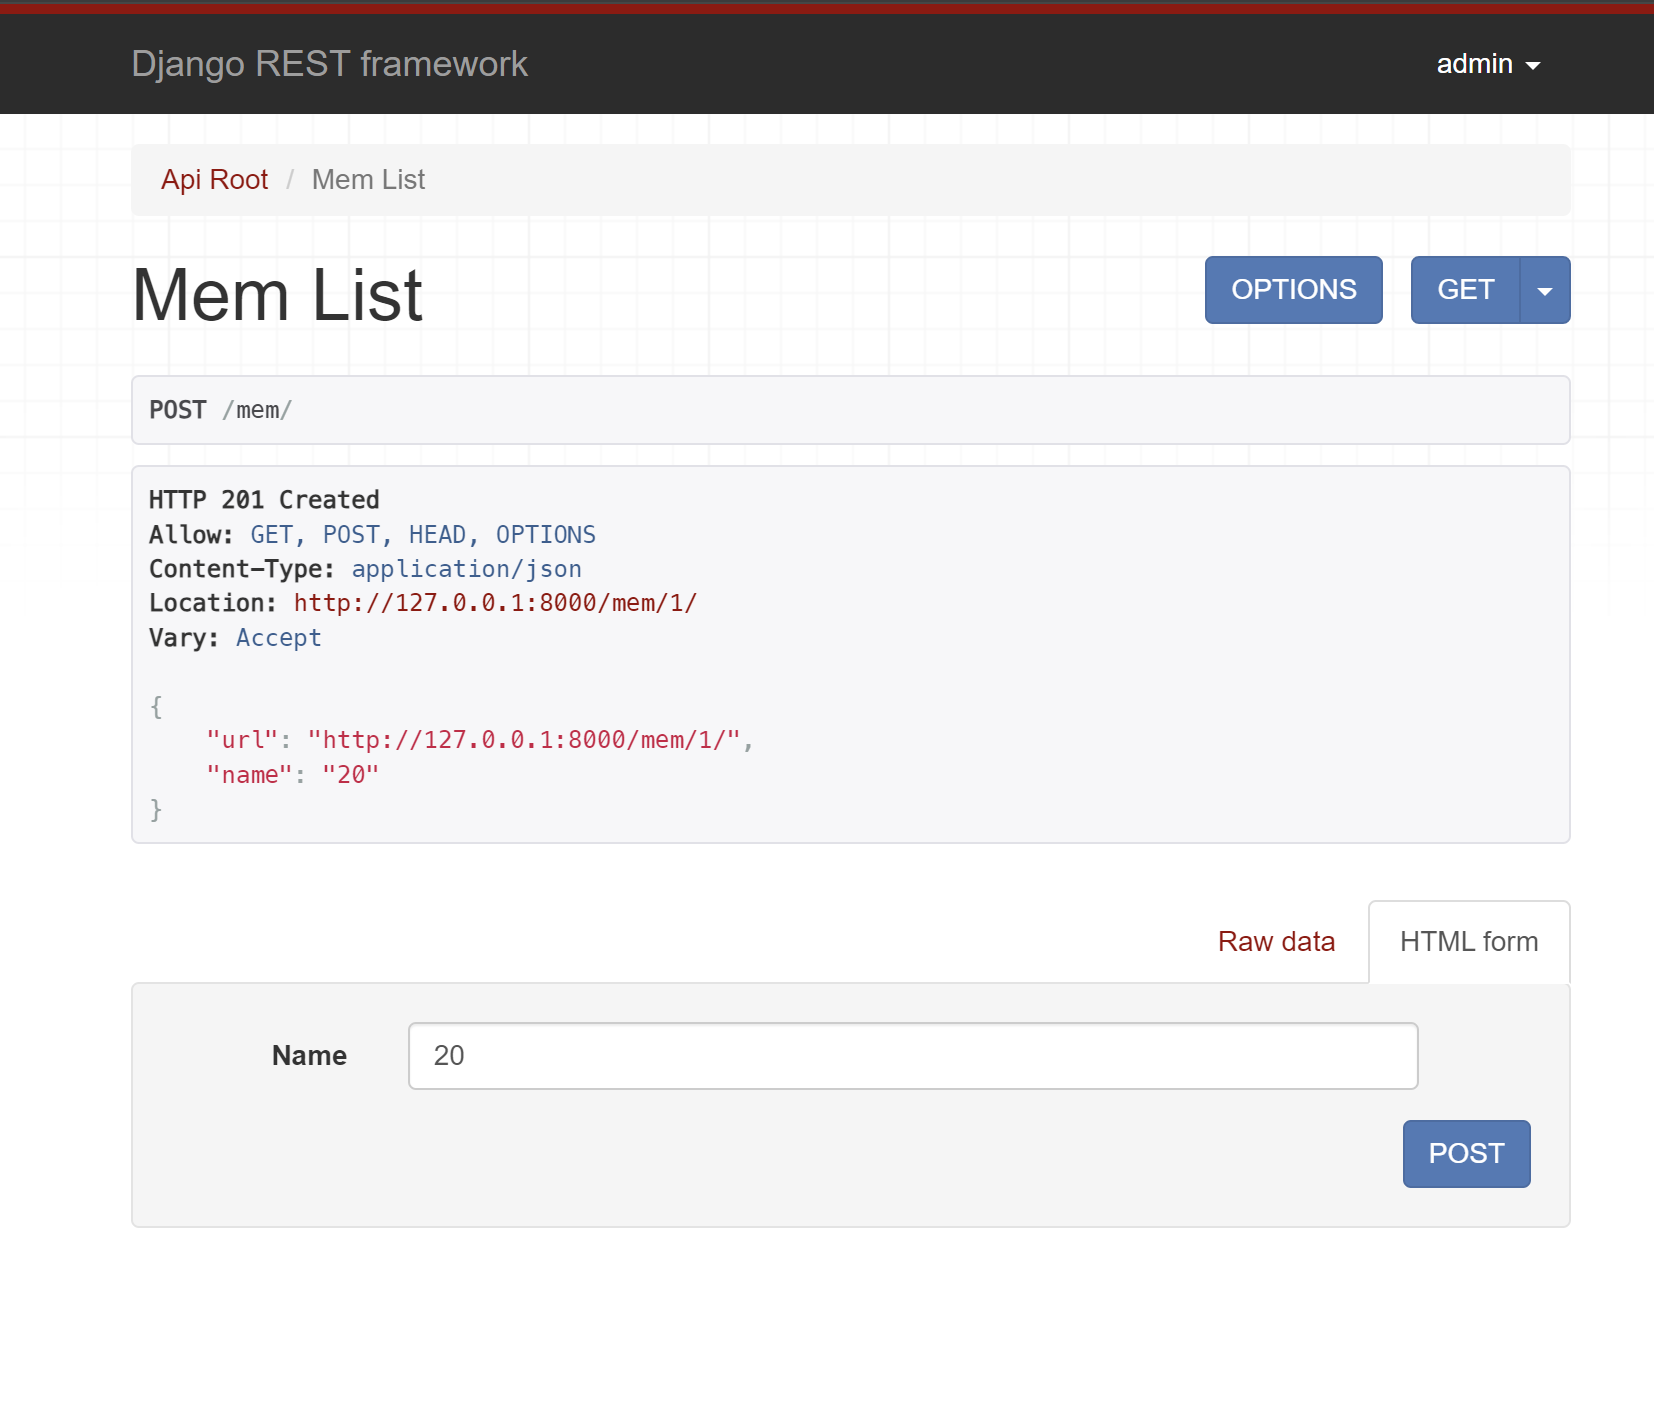 Django REST framework
admin
Api Root / Mem List
Mem List
OPTIONS
GET
POST /mem/
HTTP 201 Created
Allow: GET, POST, HEAD, OPTIONS
Content-Type: application/json
Location: http://127.0.0.1:8000/mem/1/
Vary: Accept
{
"url": "http://127.0.0.1:8000/mem/1/",
"name": "20"
}
Raw data
HTML form
Name
20
POST